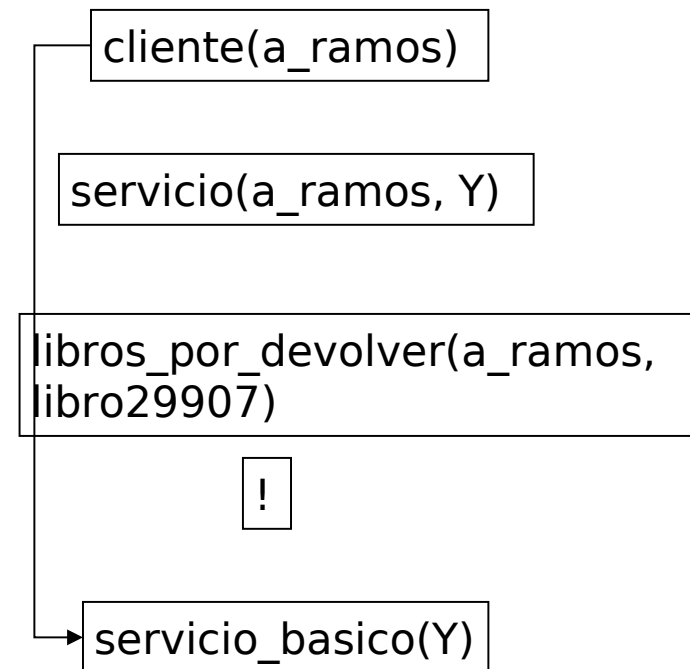 cliente(a_ramos)
servicio(a_ramos, Y)
libros_por_devolver(a_ramos,
libro29907)
!
servicio_basico(Y)